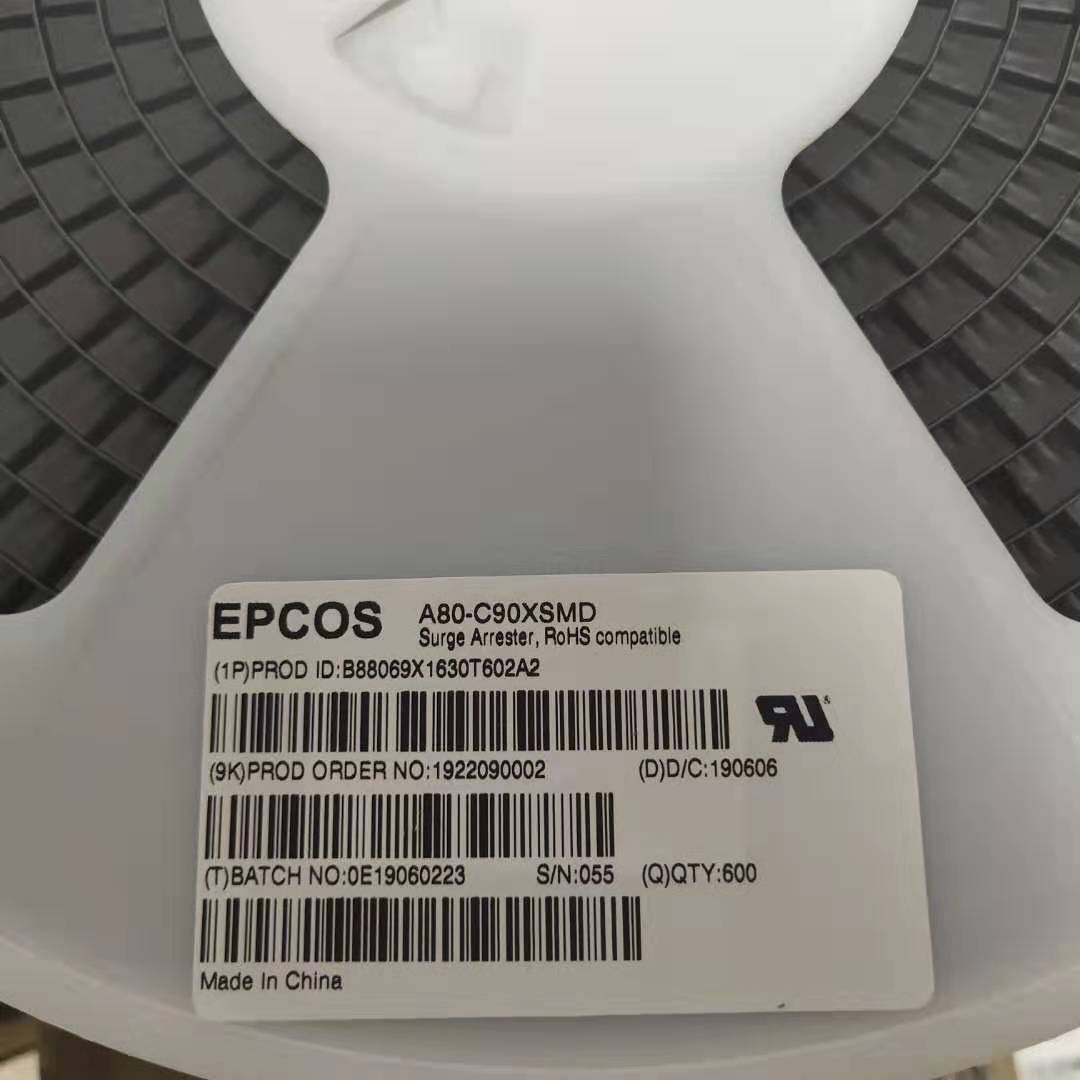 EPCOS A80-C90XSMD
Surge Arrester, RoHS compatible
(1P)PROD ID:B88069X1630T602A2
(9K)PROD ORDER NO:1922090002 (D)D/C:190606
(T)BATCH NO:0E19060223 S/N:055 (Q)QTY:600
Made In China